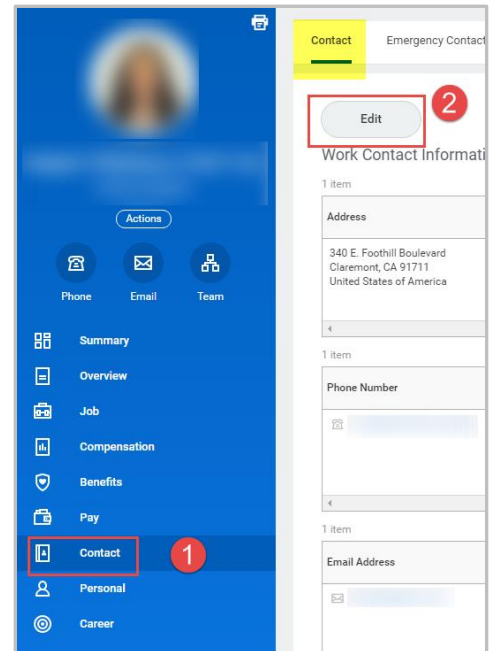 Actions
Phone Email Team
Summary
Overview
Job
Compensation
Benefits
Pay
Contact 1
Personal
Career
Contact Emergency Contact
Edit 2
Work Contact Informati
1 item
Address
340 E. Foothill Boulevard
Claremont, CA 91711
United States of America
1 item
Phone Number
1 item
Email Address